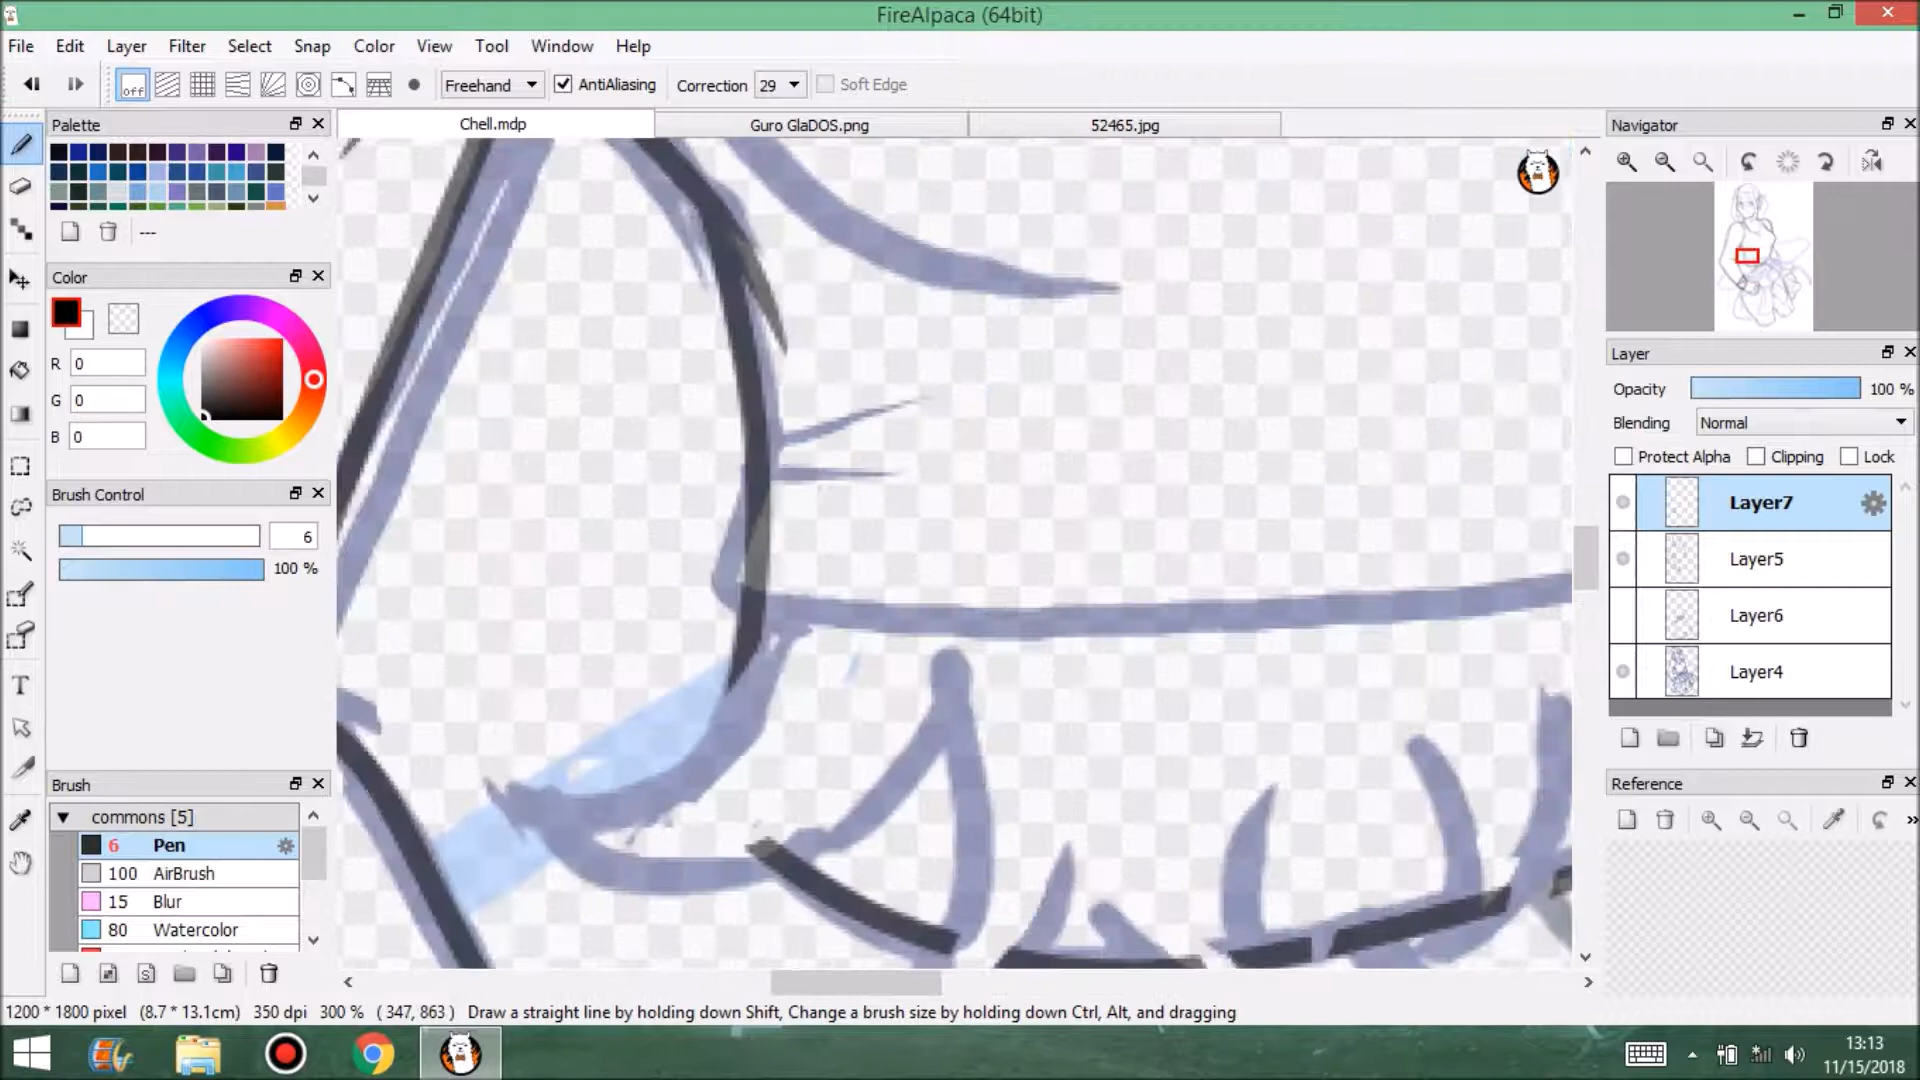 FireAlpaca (64bit)
File Edit Layer Filter Select Snap Color View Tool Window Help
off Freehand AntiAliasing Correction 29 Soft Edge
Palette
Chell.mdp Guro GlaDOS.png 52465.jpg
Navigator
---
Color
R 0
G 0
B 0
Layer
Opacity 100 %
Blending Normal
Protect Alpha Clipping Lock
Layer7
Layer5
Layer6
Layer4
Brush Control
6
100 %
Brush
commons [5]
6 Pen
100 AirBrush
15 Blur
80 Watercolor
Reference
1200 * 1800 pixel (8.7 * 13.1cm) 350 dpi 300 % ( 347, 863 ) Draw a straight line by holding down Shift, Change a brush size by holding down Ctrl, Alt, and dragging
13:13
11/15/2018